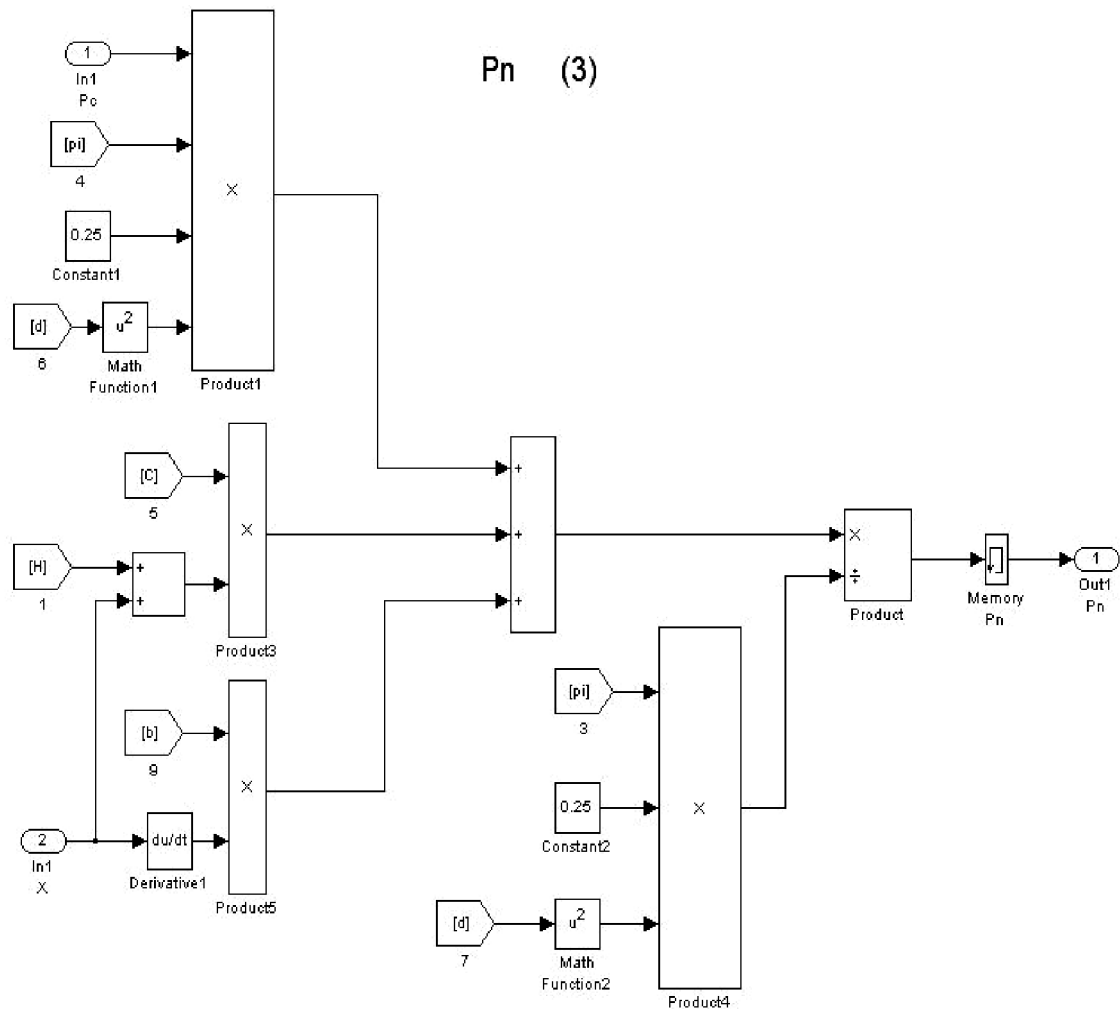 Pn (3)
1
In1
Pc
[pi]
4
×
0.25
Constant1
[d]
6
u2
Math
Function1
Product1
[C]
5
×
[H]
1
+
+
Product3
+
+
+
×
÷
Product
Memory
Pn
1
Out1
Pn
[b]
9
×
2
In1
X
du/dt
Derivative1
Product5
[pi]
3
0.25
Constant2
×
[d]
7
u2
Math
Function2
Product4